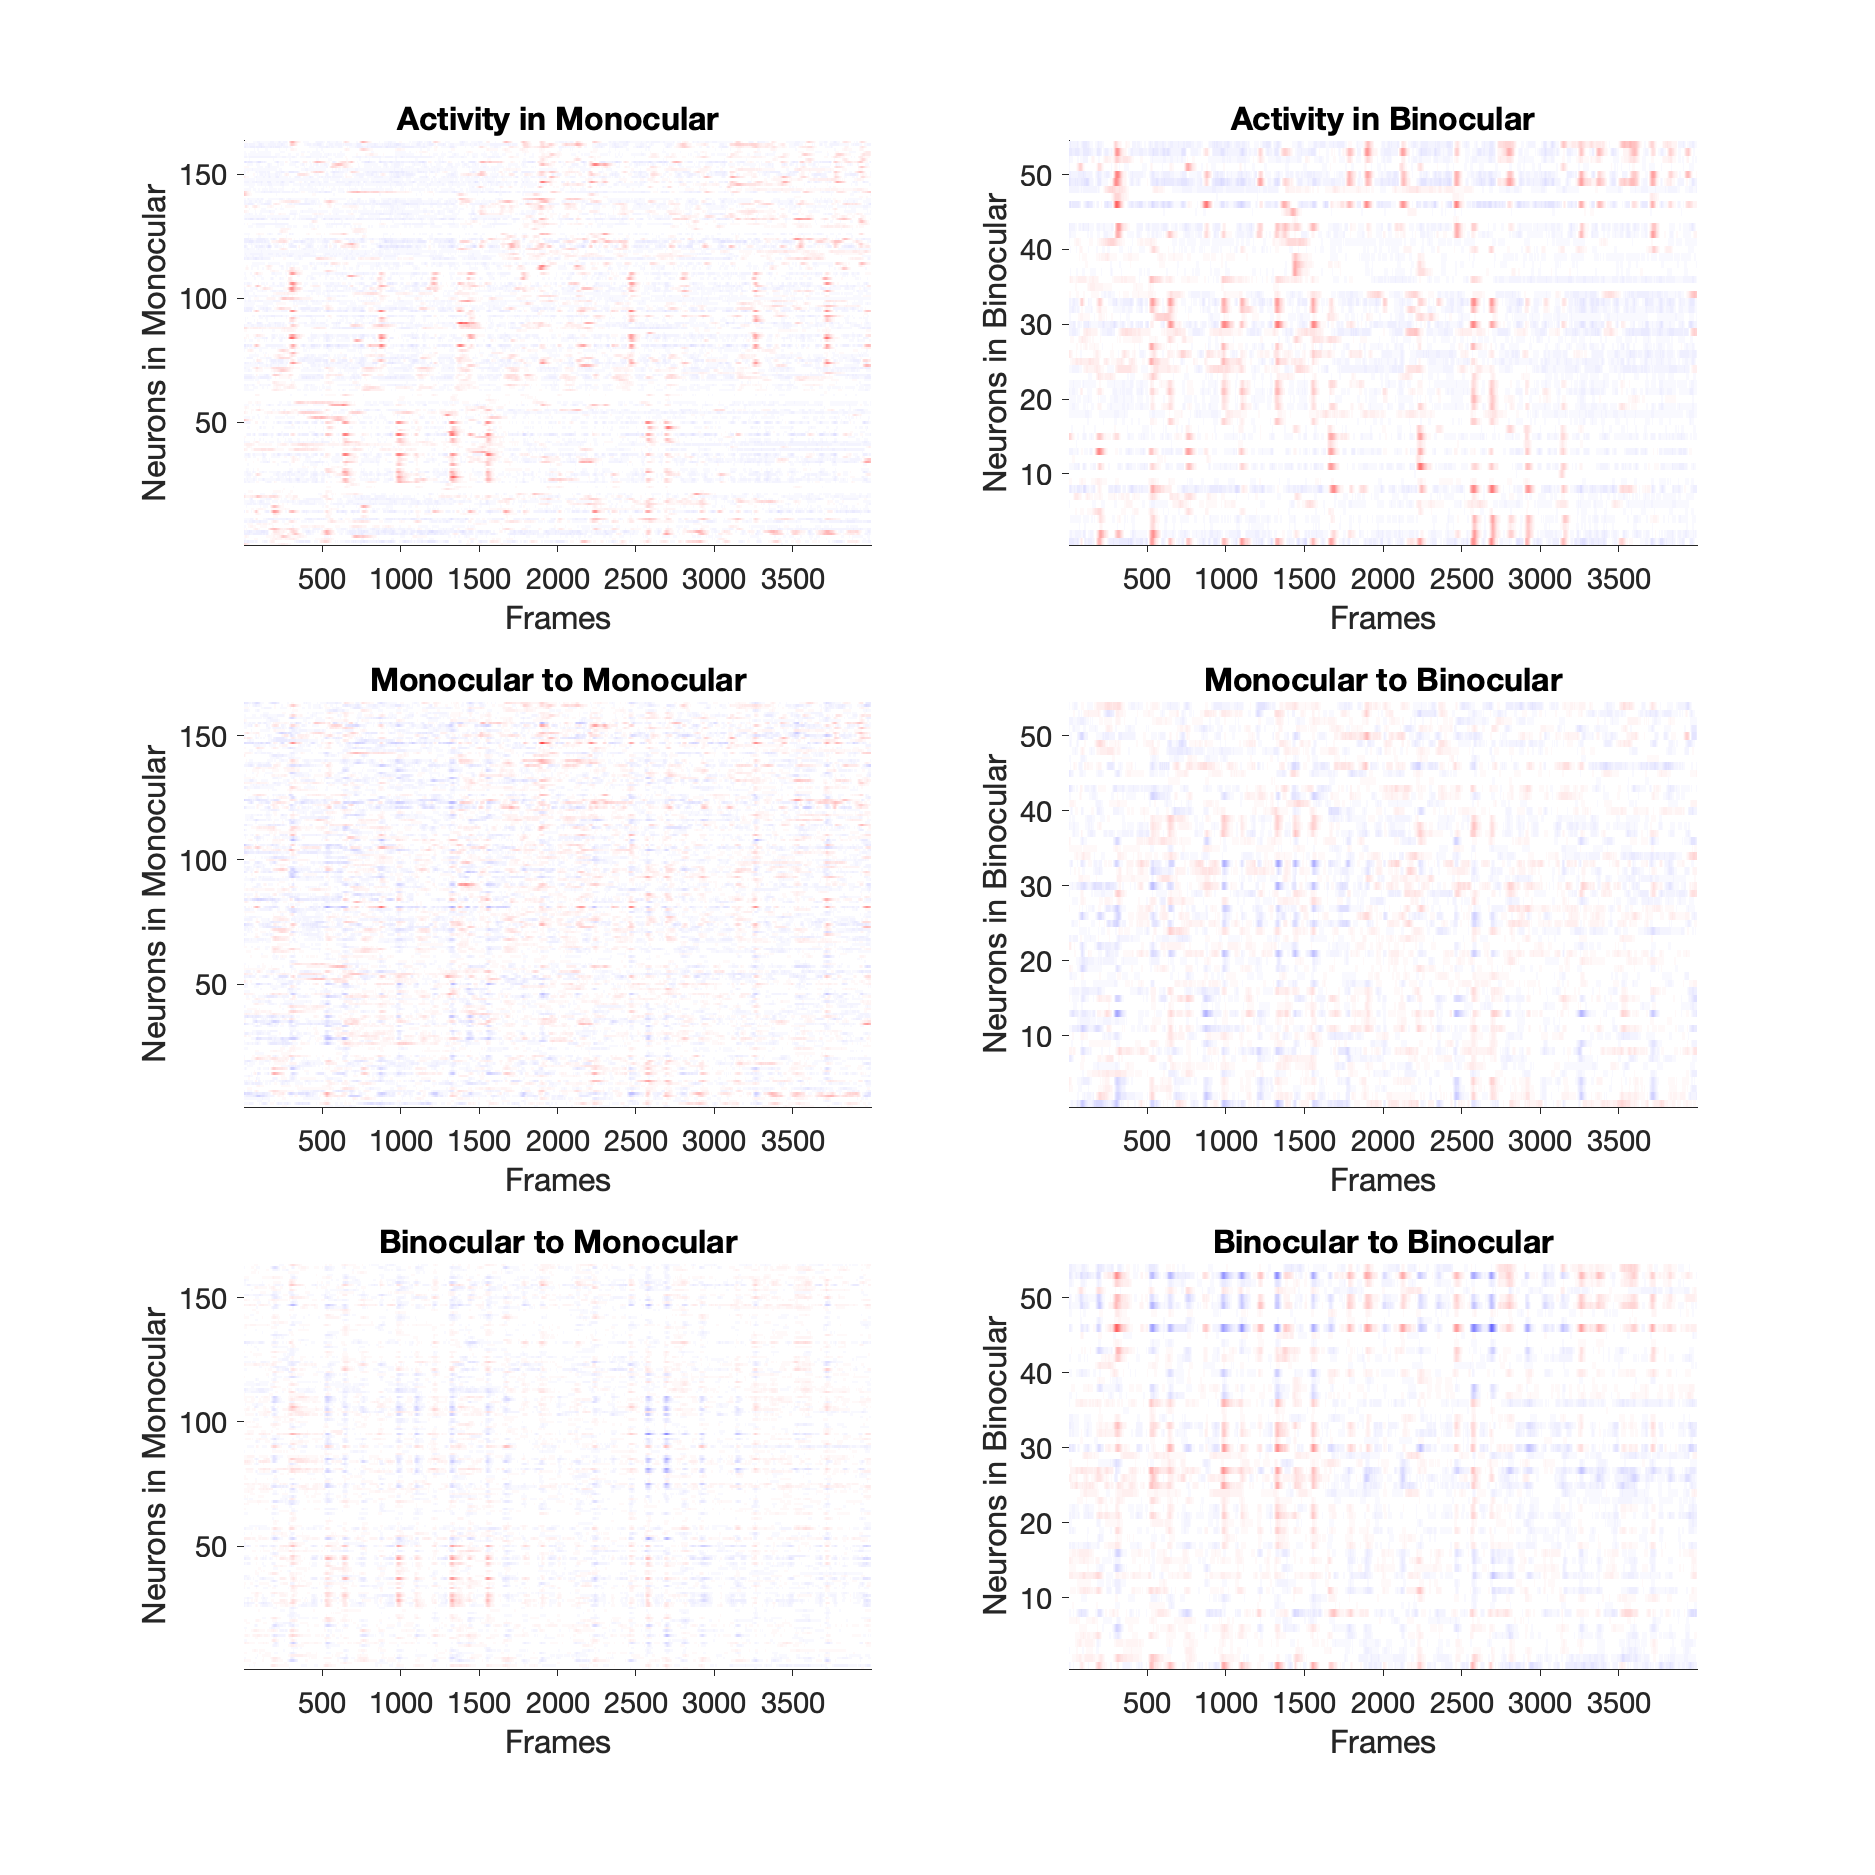 Activity in Monocular
Neurons in Monocular
150
100
50
500 1000 1500 2000 2500 3000 3500
Frames
Activity in Binocular
Neurons in Binocular
50
40
30
20
10
500 1000 1500 2000 2500 3000 3500
Frames
Monocular to Monocular
Neurons in Monocular
150
100
50
500 1000 1500 2000 2500 3000 3500
Frames
Monocular to Binocular
Neurons in Binocular
50
40
30
20
10
500 1000 1500 2000 2500 3000 3500
Frames
Binocular to Monocular
Neurons in Monocular
150
100
50
500 1000 1500 2000 2500 3000 3500
Frames
Binocular to Binocular
Neurons in Binocular
50
40
30
20
10
500 1000 1500 2000 2500 3000 3500
Frames